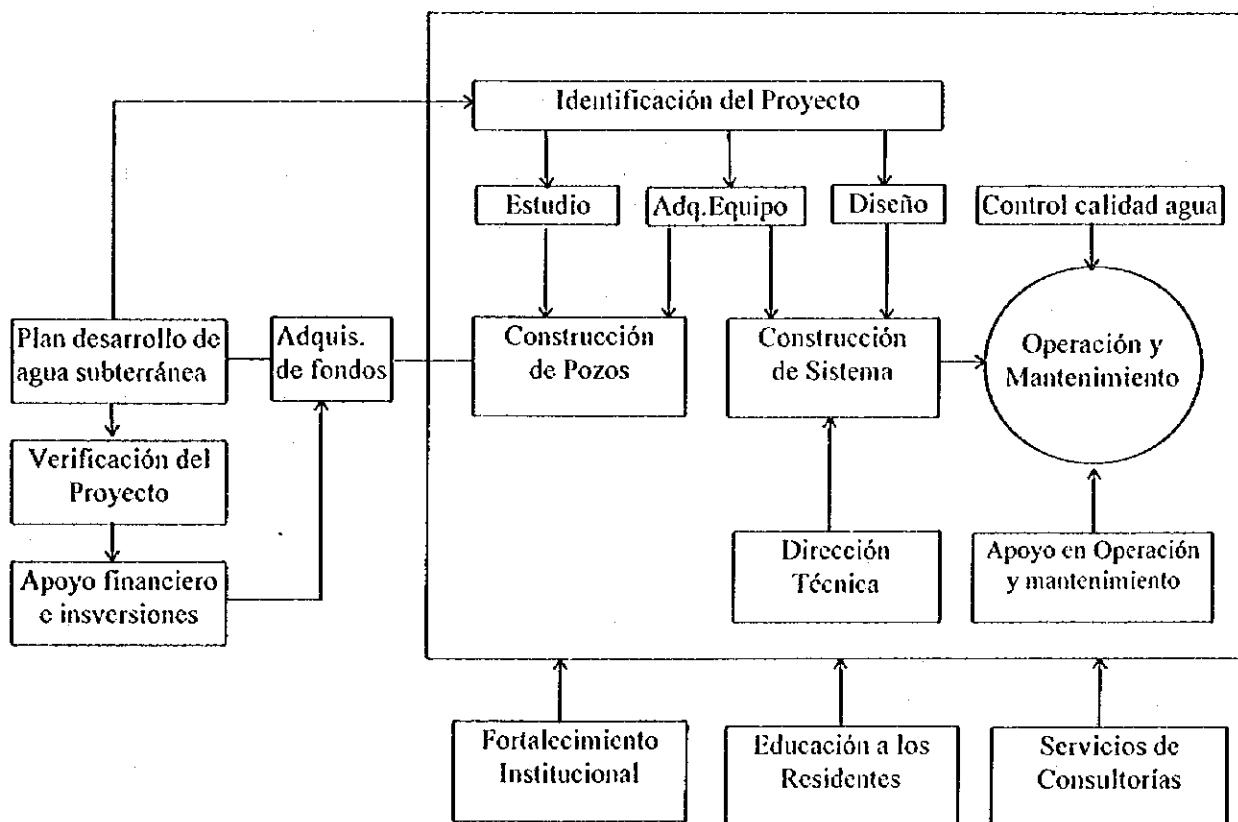 Identificación del Proyecto
Estudio
Adq.Equipo
Diseño
Control calidad agua
Plan desarrollo de
agua subterránea
Adquis.
de fondos
Construcción
de Pozos
Construcción
de Sistema
Operación y
Mantenimiento
Verificación del
Proyecto
Apoyo financiero
e insversiones
Dirección
Técnica
Apoyo en Operación
y mantenimiento
Fortalecimiento
Institucional
Educación a los
Residentes
Servicios de
Consultorías